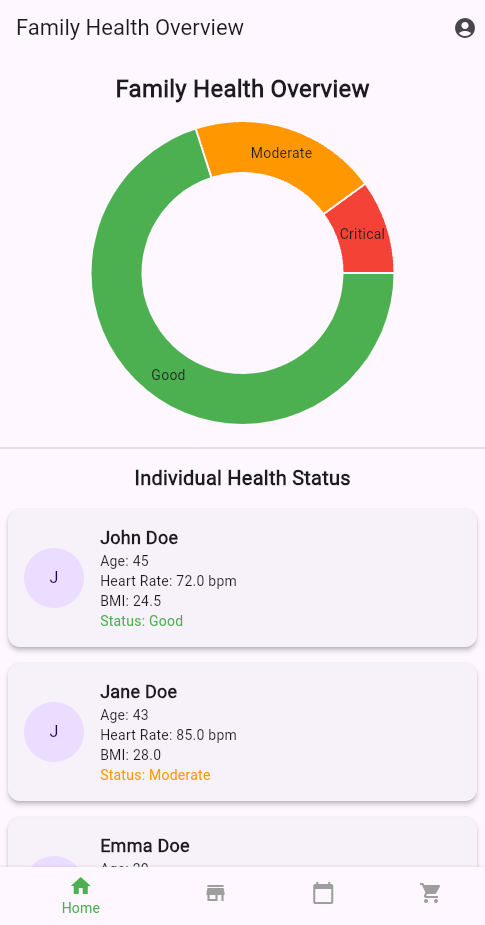 Family Health Overview
Family Health Overview
Moderate
Critical
Good
Individual Health Status
John Doe
J
Age: 45
Heart Rate: 72.0 bpm
BMI: 24.5
Status: Good
Jane Doe
J
Age: 43
Heart Rate: 85.0 bpm
BMI: 28.0
Status: Moderate
Emma Doe
Home